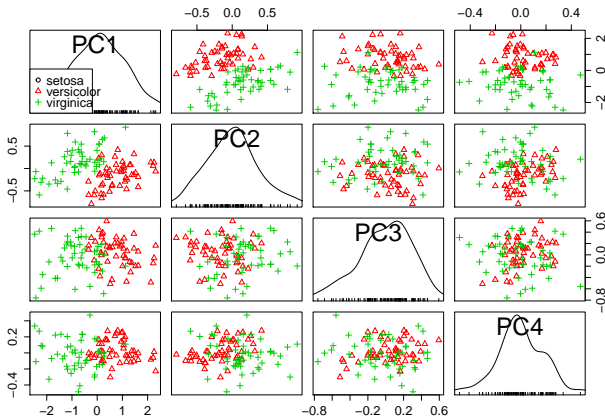 −0.5 0.0 0.5
−0.4 0.0 0.4
PC1
setosa
versicolor
virginica
−2 0 1 2
PC2
−0.5 0.5
PC3
−0.8 0.0 0.6
PC4
−0.4 0.2
−2 −1 0 1 2
−0.8 −0.2 0.2 0.6